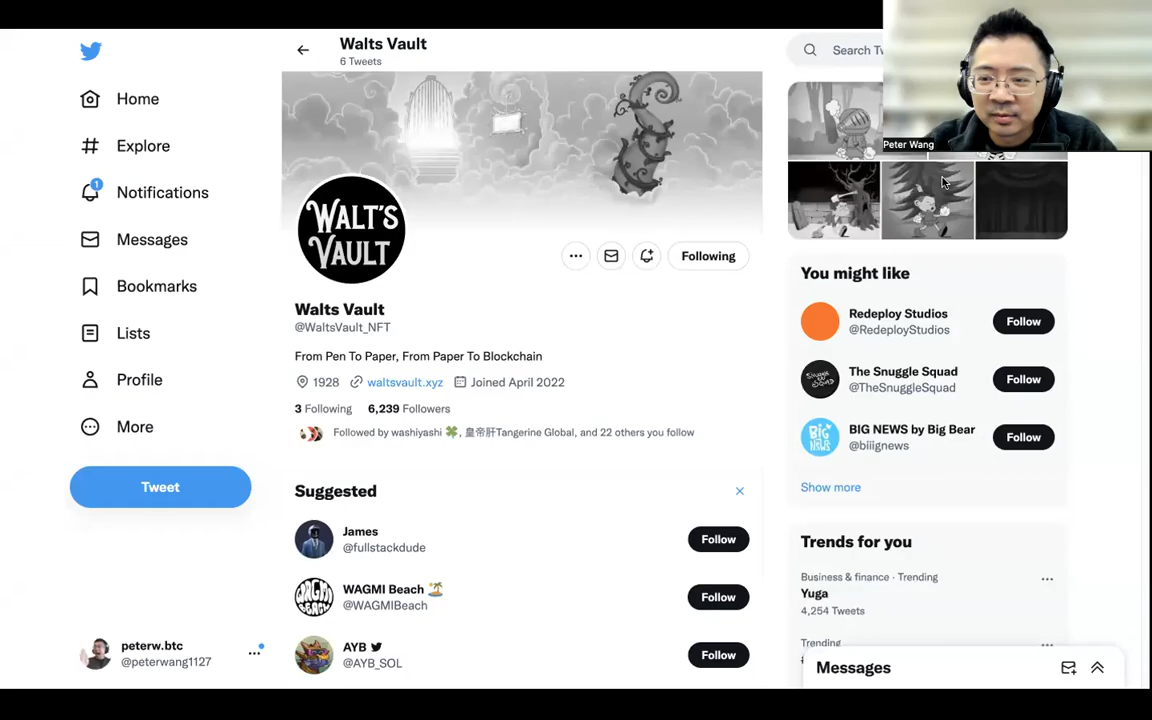 Home
Explore
1
Notifications
Messages
Bookmarks
Lists
Profile
More
Tweet
peterw.btc
@peterwang1127
Walts Vault
6 Tweets
WALT'S
VAULT
Following
Walts Vault
@WaltsVault_NFT
From Pen To Paper, From Paper To Blockchain
1928 waltsvault.xyz Joined April 2022
3 Following 6,239 Followers
Followed by washiyashi 🍀, 皇帝肝Tangerine Global, and 22 others you follow
Suggested
James
@fullstackdude
Follow
WAGMI Beach 🏝️
@WAGMIBeach
Follow
AYB
@AYB_SOL
Follow
Search Tw
Peter Wang
You might like
Redeploy Studios
@RedeployStudios
Follow
The Snuggle Squad
@TheSnuggleSquad
Follow
BIG NEWS by Big Bear
@biiignews
Follow
Show more
Trends for you
Business & finance · Trending
Yuga
4,254 Tweets
Trending
Messages